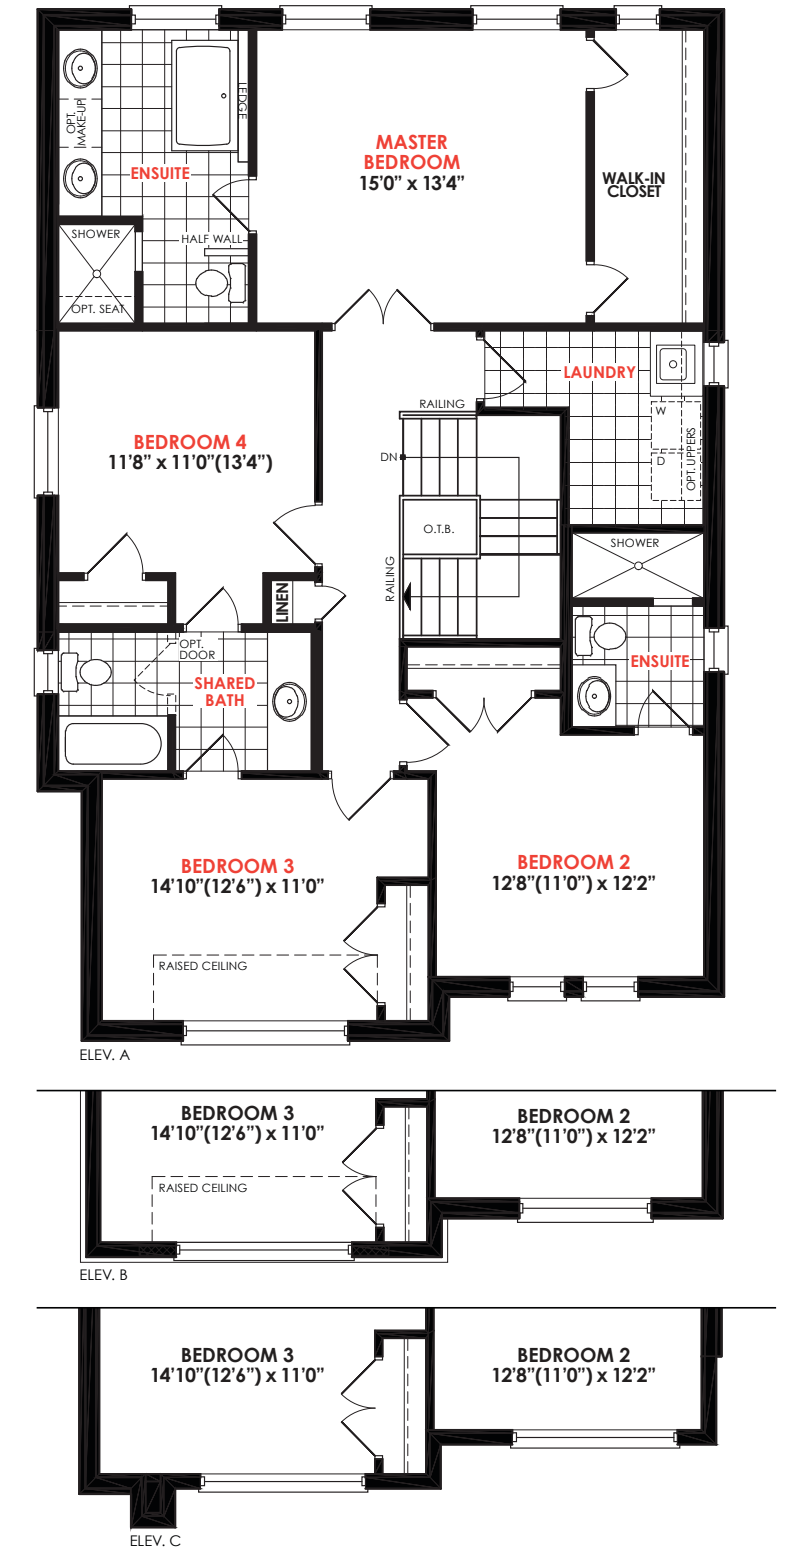 OPT.
MAKE-UP
LEDGE
ENSUITE
MASTER
BEDROOM
15’0” x 13’4”
WALK-IN
CLOSET
SHOWER
HALF WALL
OPT. SEAT
LAUNDRY
RAILING
W
D
OPT. UPPERS
BEDROOM 4
11’8” x 11’0”(13’4”)
DN
O.T.B.
RAILING
SHOWER
LINEN
OPT.
DOOR
SHARED
BATH
ENSUITE
BEDROOM 3
14’10”(12’6”) x 11’0”
BEDROOM 2
12’8”(11’0”) x 12’2”
RAISED CEILING
ELEV. A
BEDROOM 3
14’10”(12’6”) x 11’0”
BEDROOM 2
12’8”(11’0”) x 12’2”
RAISED CEILING
ELEV. B
BEDROOM 3
14’10”(12’6”) x 11’0”
BEDROOM 2
12’8”(11’0”) x 12’2”
ELEV. C